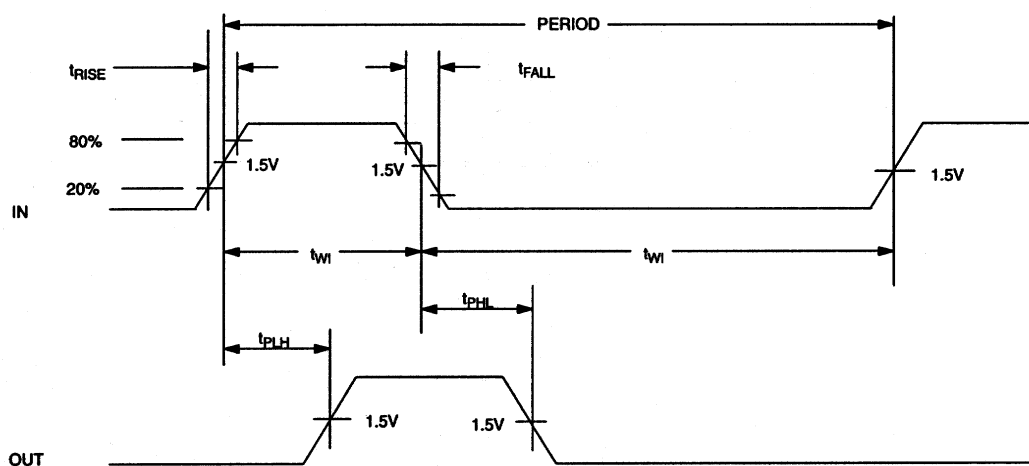 PERIOD
tRISE
tFALL
80%
1.5V
1.5V
1.5V
20%
IN
tWI
tWI
tPHL
tPLH
1.5V
1.5V
OUT